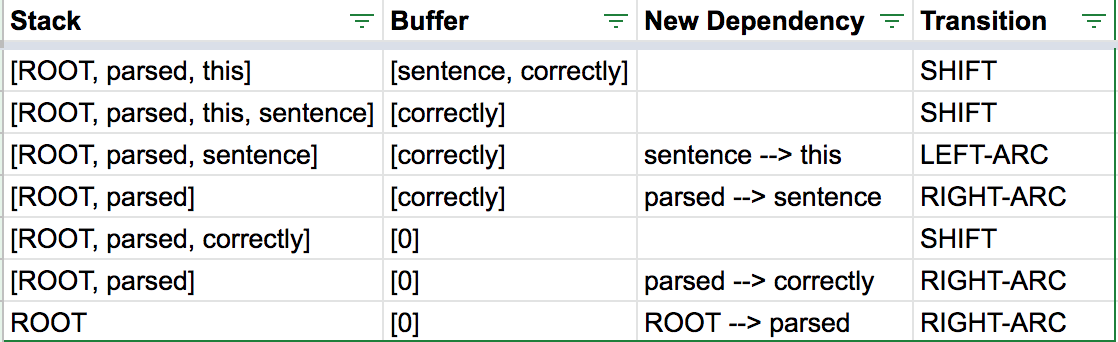 Stack Buffer New Dependency Transition
[ROOT, parsed, this] [sentence, correctly] SHIFT
[ROOT, parsed, this, sentence] [correctly] SHIFT
[ROOT, parsed, sentence] [correctly] sentence --> this LEFT-ARC
[ROOT, parsed] [correctly] parsed --> sentence RIGHT-ARC
[ROOT, parsed, correctly] [0] SHIFT
[ROOT, parsed] [0] parsed --> correctly RIGHT-ARC
ROOT [0] ROOT --> parsed RIGHT-ARC